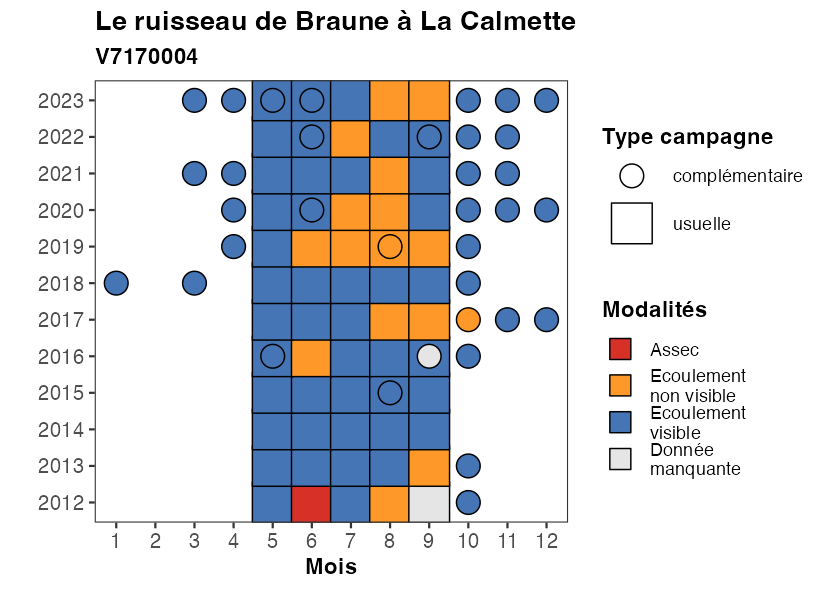 Le ruisseau de Braune à La Calmette
V7170004
2023
2022
2021
2020
2019
2018
2017
2016
2015
2014
2013
2012
1 2 3 4 5 6 7 8 9 10 11 12
Mois
Type campagne
complémentaire
usuelle
Modalités
Assec
Ecoulement
non visible
Ecoulement
visible
Donnée
manquante